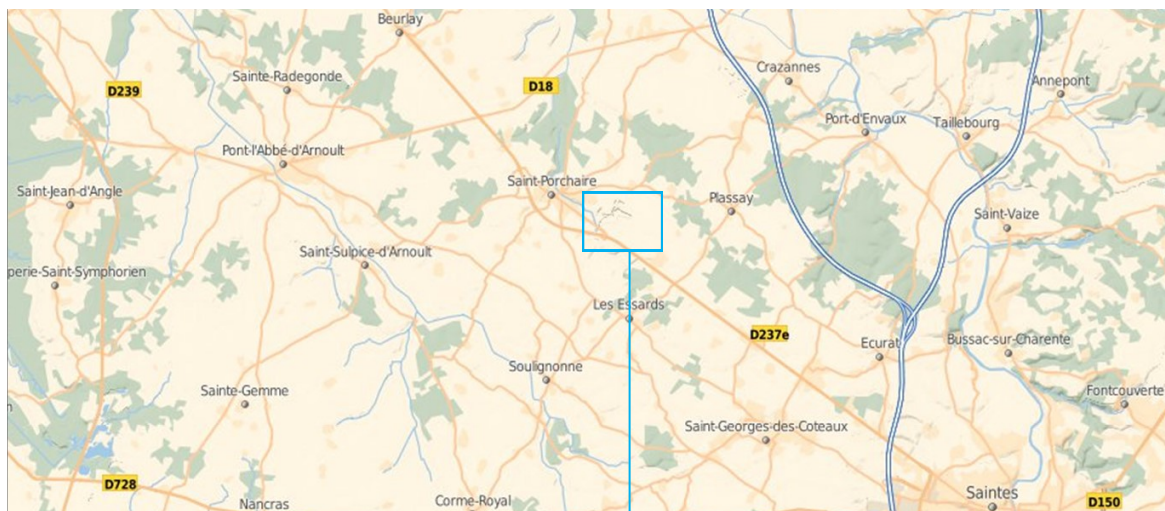 Beurlay
Sainte-Radegonde
D239
D18
Crazannes
Annepont
Port-d'Envaux
Taillebourg
Pont-l'Abbé-d'Arnoult
Saint-Jean-d'Angle
Saint-Porchaire
Plassay
Saint-Vaize
Saint-Sulpice-d'Arnoult
perie-Saint-Symphorien
Les Essards
D237e
Ecurat
Bussac-sur-Charente
Soulignonne
Sainte-Gemme
Fontcouverte
n
Saint-Georges-des-Coteaux
D728
Nancras
Corme-Royal
Saintes
D150